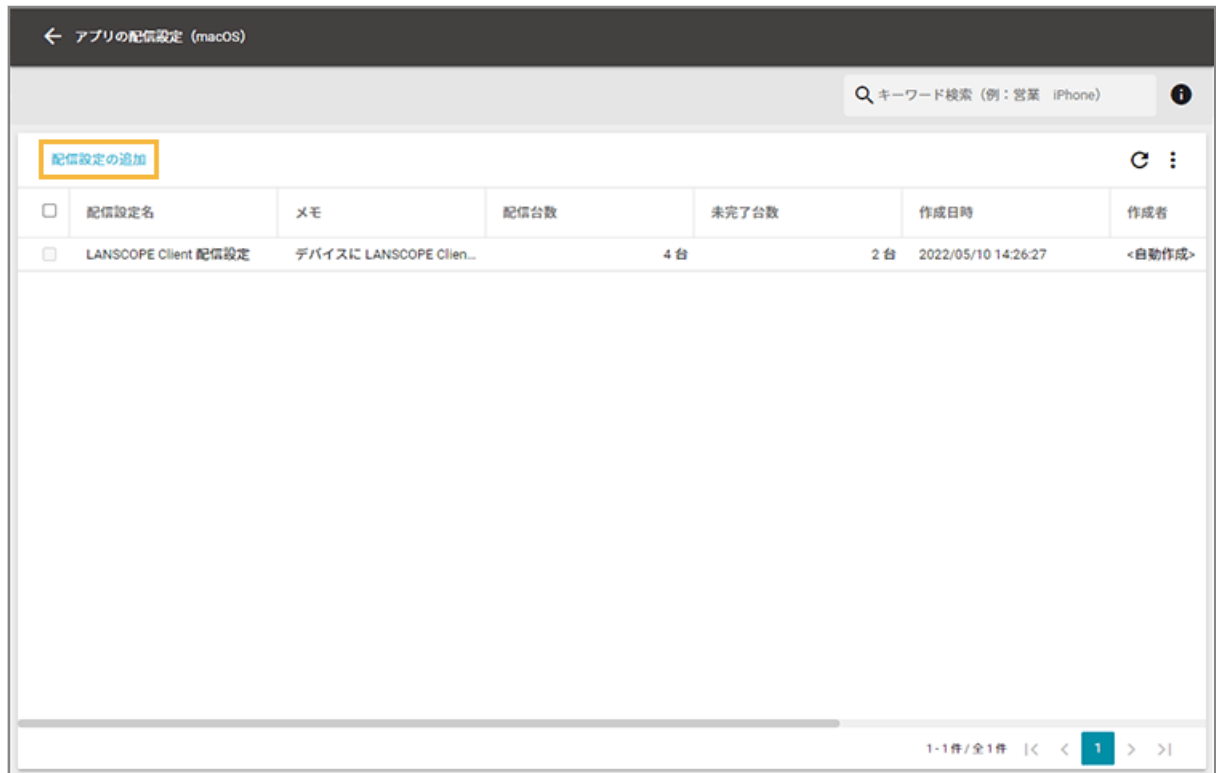 アプリの配信設定（macOS）
キーワード検索（例：営業　iPhone）
配信設定の追加
配信設定名 メモ 配信台数 未完了台数 作成日時 作成者
LANSCOPE Client 配信設定 デバイスに LANSCOPE Clien... 4 台 2 台 2022/05/10 14:26:27 <自動作成>
1-1件/全1件 1